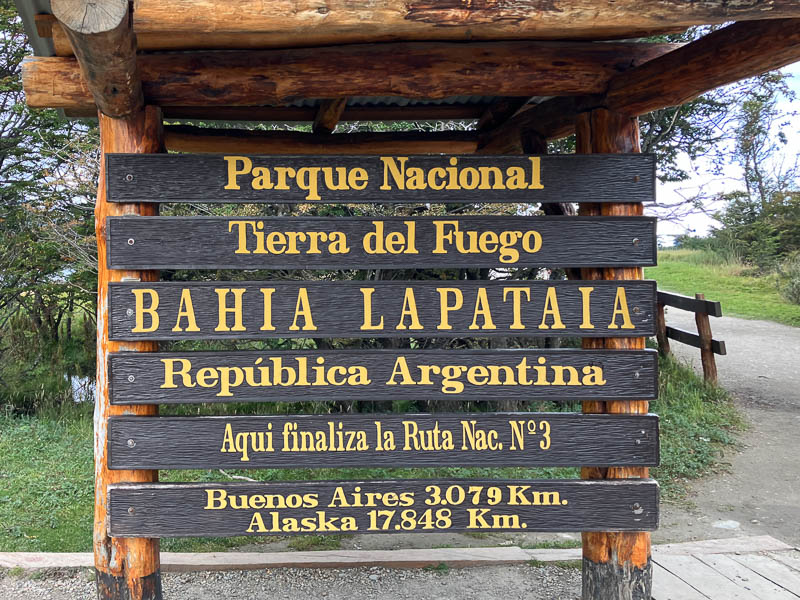 Parque Nacional
Tierra del Fuego
BAHIA LAPATAIA
República Argentina
Aqui finaliza la Ruta Nac. Nº 3
Buenos Aires 3.079 Km.
Alaska 17.848 Km.